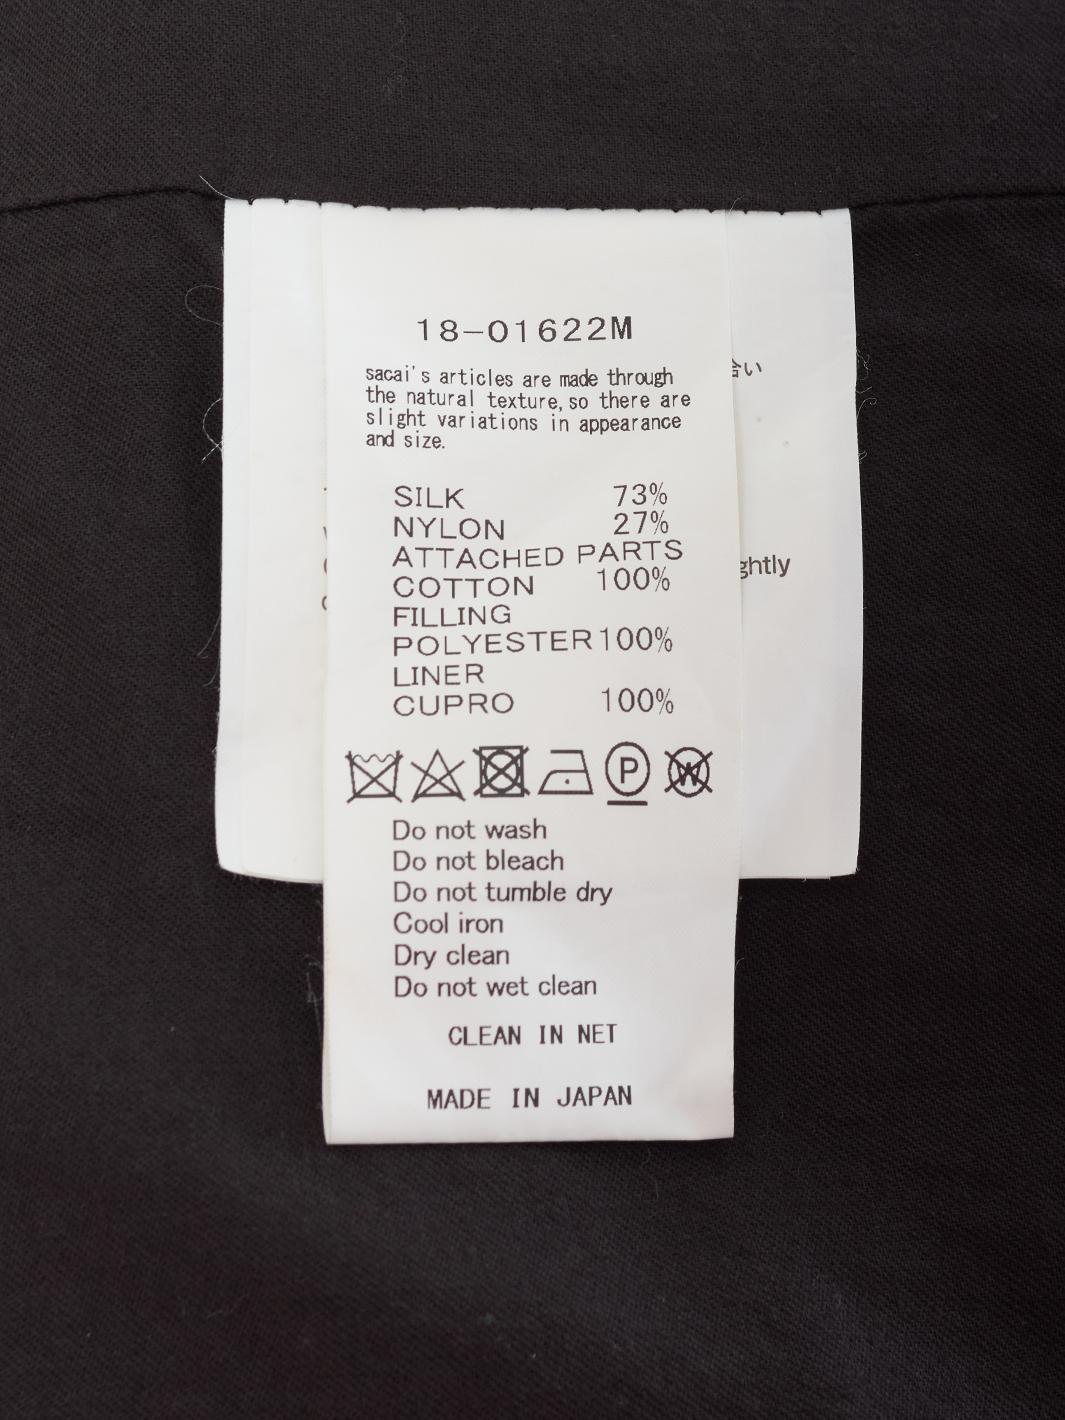 18-01622M
sacai's articles are made through
the natural texture, so there are
slight variations in appearance
and size.
SILK 73%
NYLON 27%
ATTACHED PARTS
COTTON 100%
FILLING
POLYESTER 100%
LINER
CUPRO 100%
P W
Do not wash
Do not bleach
Do not tumble dry
Cool iron
Dry clean
Do not wet clean
CLEAN IN NET
MADE IN JAPAN